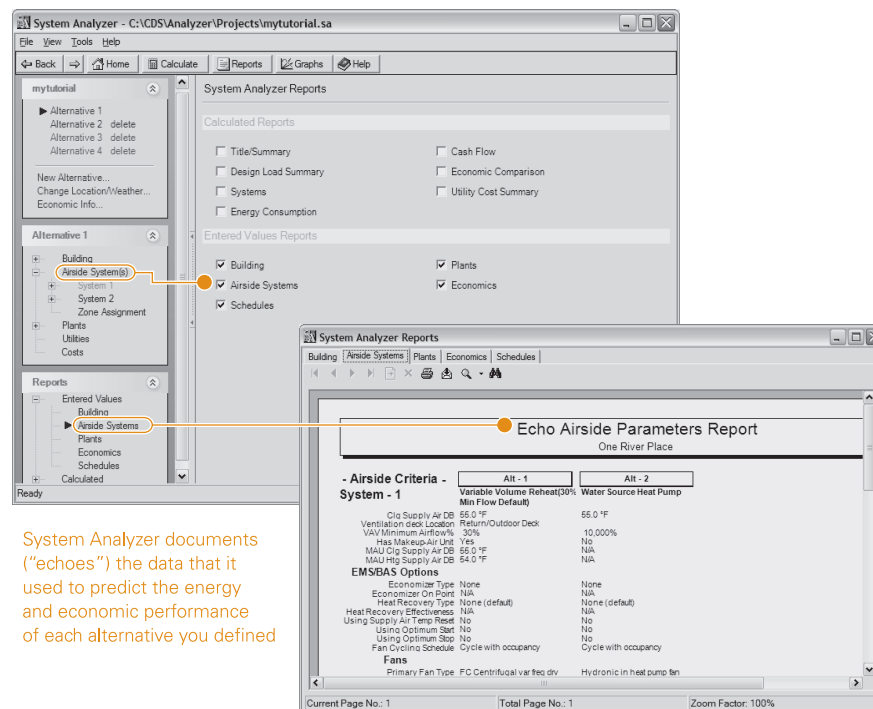 System Analyzer - C:\CDS\Analyzer\Projects\mytutorial.sa
File View Tools Help
Back Home Calculate Reports Graphs Help
mytutorial
Alternative 1
Alternative 2 delete
Alternative 3 delete
Alternative 4 delete
New Alternative...
Change Location/Weather...
Economic Info...
Alternative 1
Building
Airside System(s)
System 1
System 2
Zone Assignment
Plants
Utilities
Costs
Reports
Entered Values
Building
Airside Systems
Plants
Economics
Schedules
Calculated
Ready
System Analyzer Reports
Calculated Reports
Title/Summary
Cash Flow
Design Load Summary
Economic Comparison
Systems
Utility Cost Summary
Energy Consumption
Entered Values Reports
Building
Plants
Airside Systems
Economics
Schedules
System Analyzer Reports
Building Airside Systems Plants Economics Schedules
Echo Airside Parameters Report
One River Place
- Airside Criteria - Alt - 1 Alt - 2
System - 1 Variable Volume Reheat(30% Water Source Heat Pump
Min Flow Default)
Clg Supply Air DB 55.0 °F 55.0 °F
Ventilation deck Location Return/Outdoor Deck
VAV Minimum Airflow% 30% 10,000%
Has Makeup-Air Unit Yes No
MAU Clg Supply Air DB 55.0 °F N/A
MAU Htg Supply Air DB 54.0 °F N/A
EMS/BAS Options
Economizer Type None None
Economizer On Point N/A N/A
Heat Recovery Type None (default) None (default)
Heat Recovery Effectiveness N/A N/A
Using Supply Air Temp Reset No No
Using Optimum Start No No
Using Optimum Stop No No
Fan Cycling Schedule Cycle with occupancy Cycle with occupancy
Fans
Primary Fan Type FC Centrifugal var freq drv Hydronic in heat pump fan
Current Page No.: 1 Total Page No.: 1 Zoom Factor: 100%
System Analyzer documents
("echoes") the data that it
used to predict the energy
and economic performance
of each alternative you defined